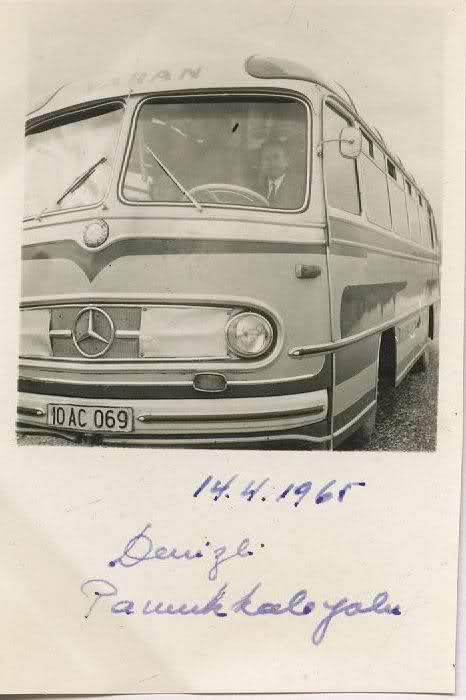 VARAN
10 AC 069
14.4.1965
Denizli
Pamukkale yolu